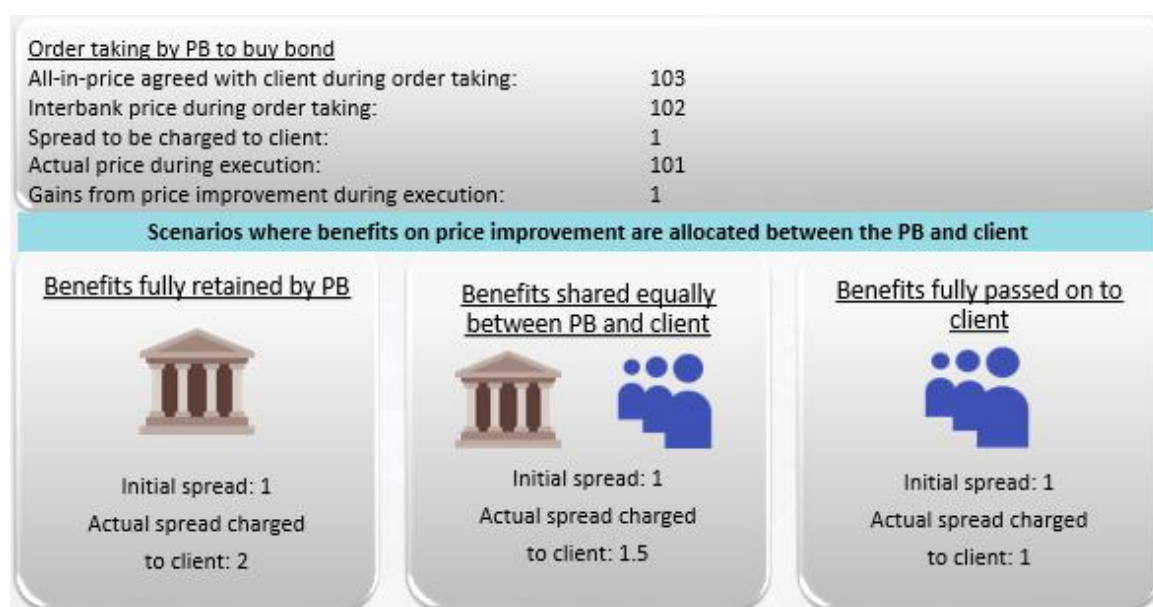 Order taking by PB to buy bond
All-in-price agreed with client during order taking: 103
Interbank price during order taking: 102
Spread to be charged to client: 1
Actual price during execution: 101
Gains from price improvement during execution: 1
Scenarios where benefits on price improvement are allocated between the PB and client
Benefits fully retained by PB
Initial spread: 1
Actual spread charged
to client: 2
Benefits shared equally
between PB and client
Initial spread: 1
Actual spread charged
to client: 1.5
Benefits fully passed on to
client
Initial spread: 1
Actual spread charged
to client: 1